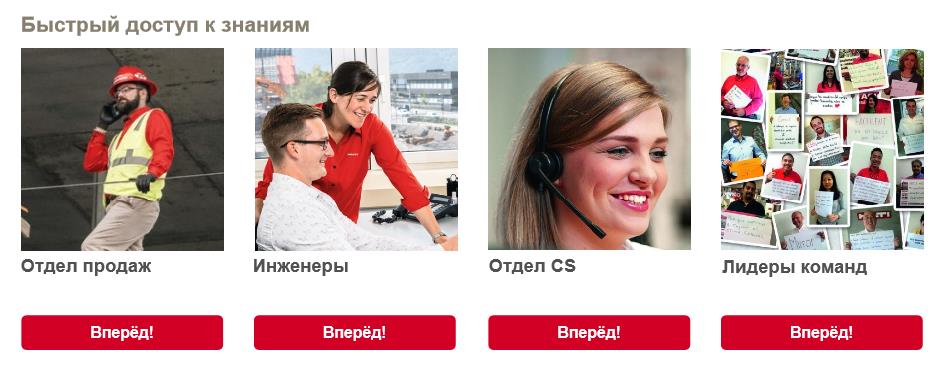 Быстрый доступ к знаниям
Отдел продаж
Инженеры
Отдел CS
Лидеры команд
Вперёд!
Вперёд!
Вперёд!
Вперёд!